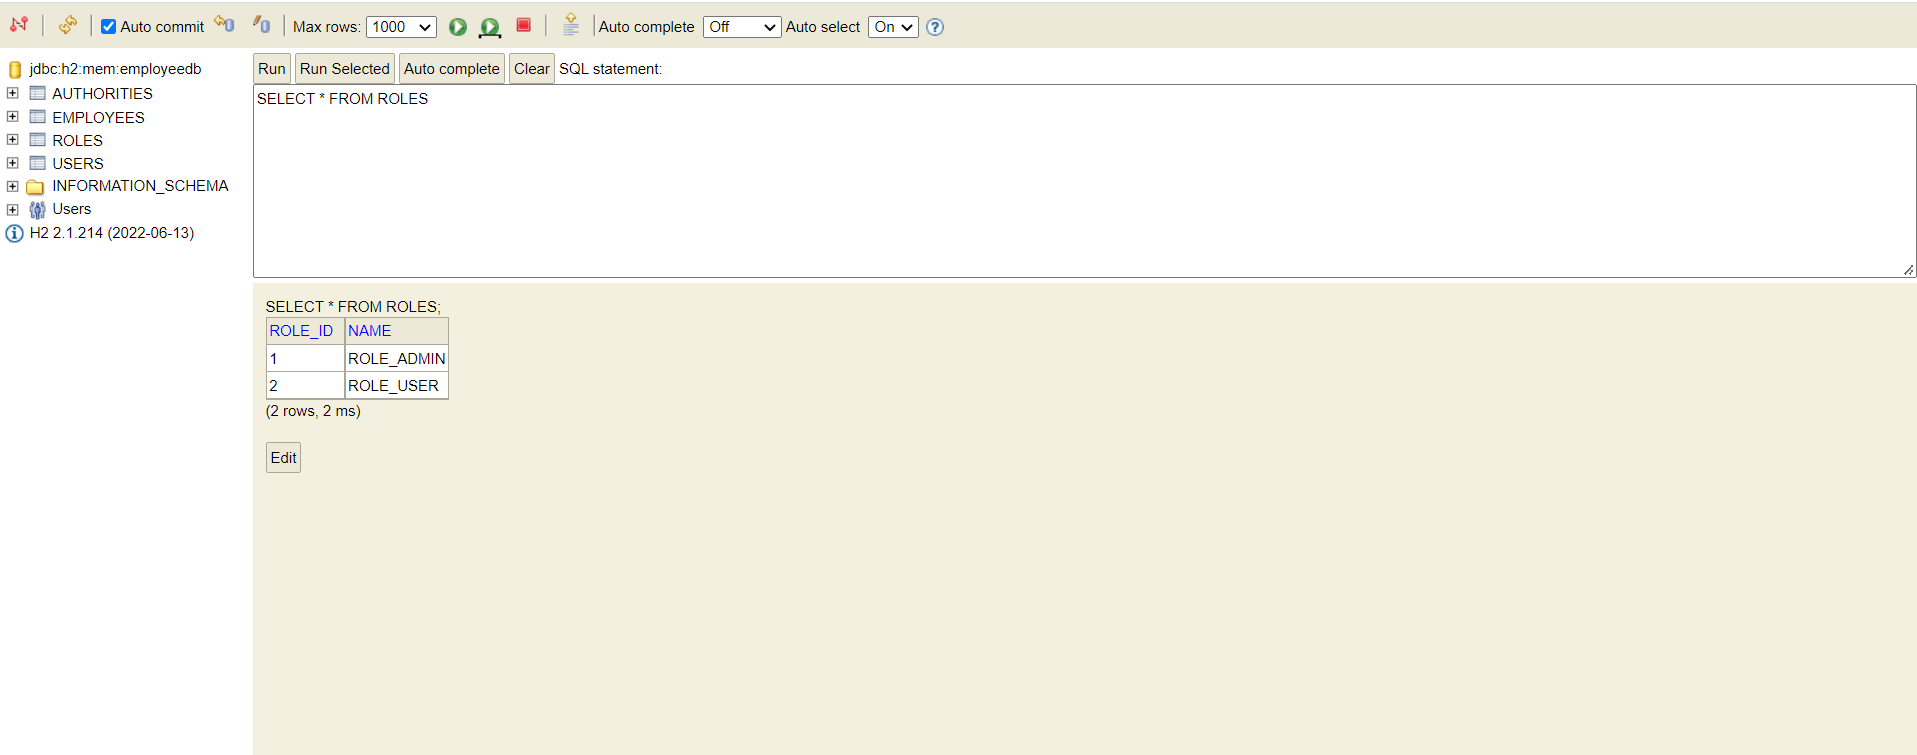 Auto commit Max rows: 1000 Auto complete Off Auto select On ?
jdbc:h2:mem:employeedb
AUTHORITIES
EMPLOYEES
ROLES
USERS
INFORMATION_SCHEMA
Users
H2 2.1.214 (2022-06-13)
Run Run Selected Auto complete Clear SQL statement:
SELECT * FROM ROLES
SELECT * FROM ROLES;
ROLE_ID NAME
1 ROLE_ADMIN
2 ROLE_USER
(2 rows, 2 ms)
Edit